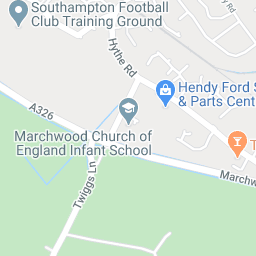 Southampton Football
Club Training Ground
Hythe Rd
Hendy Ford S
& Parts Cent
A326
Marchwood Church of
England Infant School
T
Marchw
Twiggs Ln